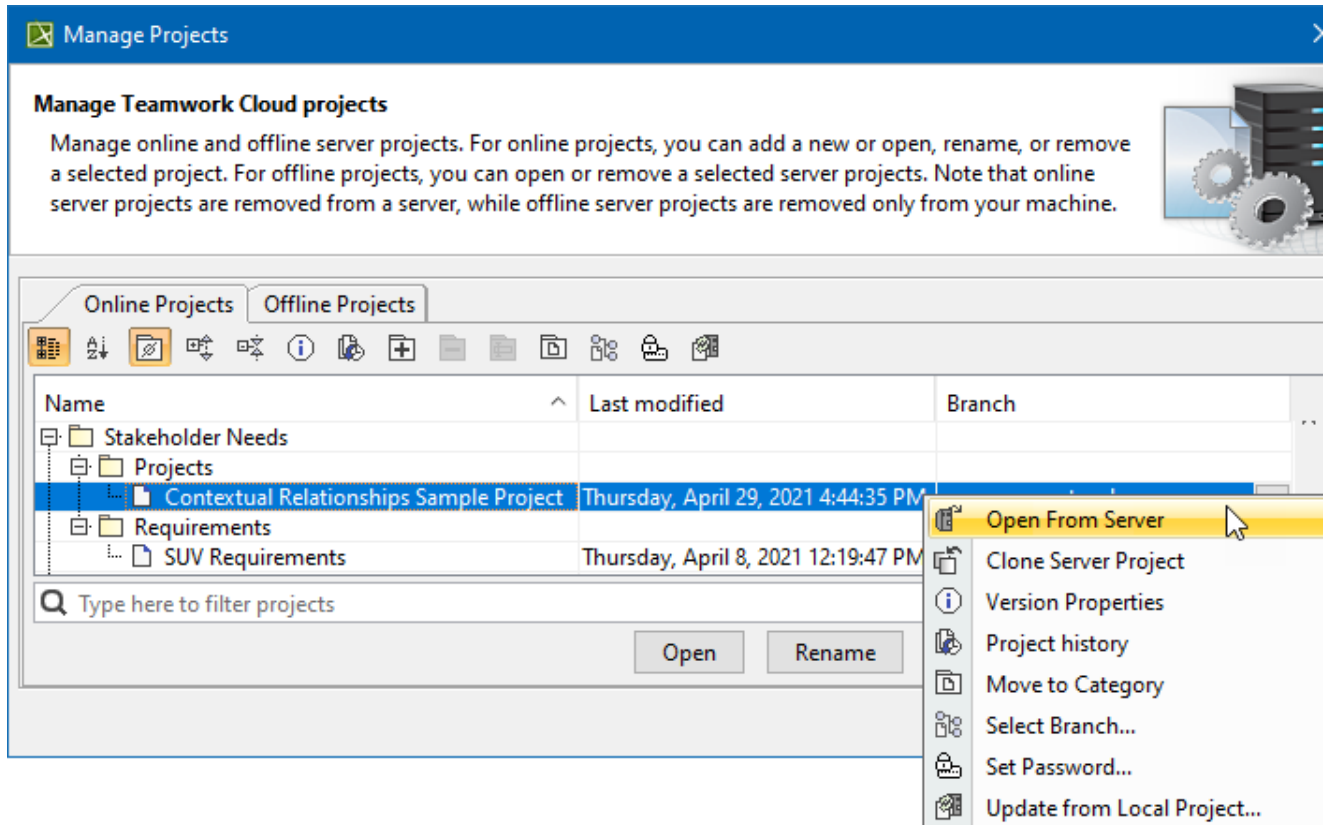 Manage Projects
Manage Teamwork Cloud projects
Manage online and offline server projects. For online projects, you can add a new or open, rename, or remove
a selected project. For offline projects, you can open or remove a selected server projects. Note that online
server projects are removed from a server, while offline server projects are removed only from your machine.
Online Projects Offline Projects
Name Last modified Branch
Stakeholder Needs
Projects
Contextual Relationships Sample Project Thursday, April 29, 2021 4:44:35 PM
Requirements
SUV Requirements Thursday, April 8, 2021 12:19:47 PM
Type here to filter projects
Open Rename
Open From Server
Clone Server Project
Version Properties
Project history
Move to Category
Select Branch...
Set Password...
Update from Local Project...